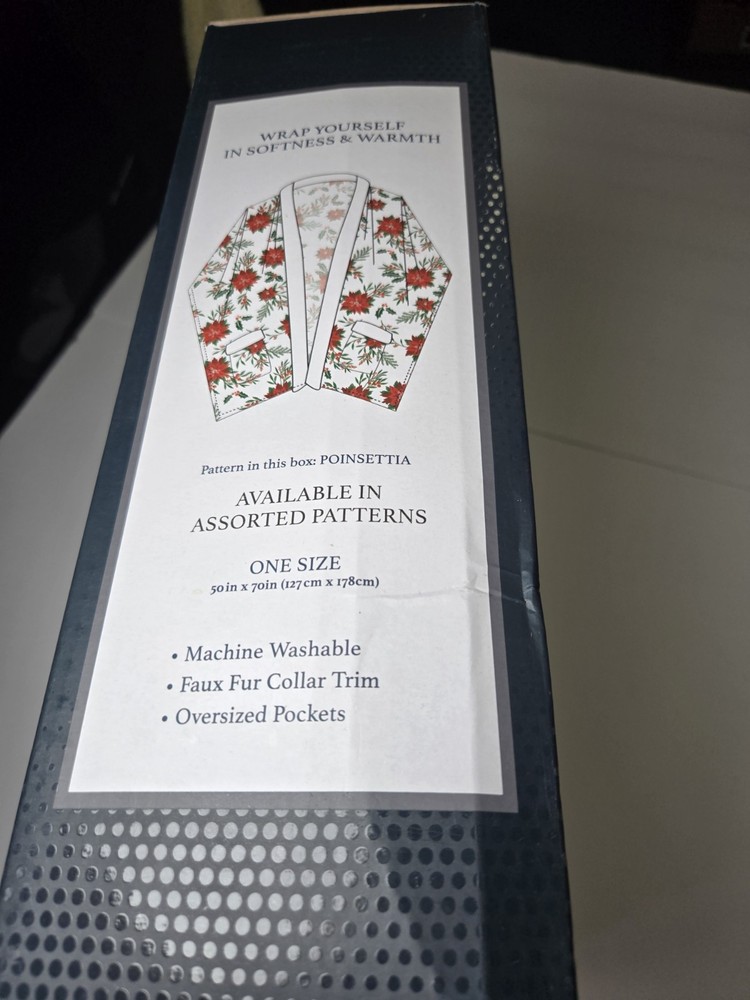 WRAP YOURSELF
IN SOFTNESS & WARMTH
Pattern in this box: POINSETTIA
AVAILABLE IN
ASSORTED PATTERNS
ONE SIZE
50in x 70in (127cm x 178cm)
• Machine Washable
• Faux Fur Collar Trim
• Oversized Pockets